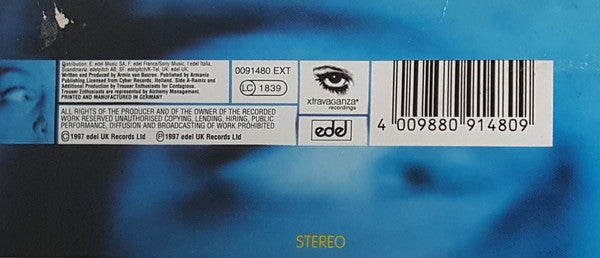 Distribution: E: edel Music SA, F: edel France/Sony Music, I:edel Italia,
Scandinavia: edelpitch AB, SF: edelpitch/K-Tel, UK: edel UK.
Written and Produced by Armin van Beuren. Published by Armania
Publishing.Licensed from Cyber Records, Holland. Side A-Remix and
Additional Production by Trouser Enthusiasts for Contagious.
Trouser Enthusiasts are represented by Alchemy Management.
PRINTED AND MANUFACTURED IN GERMANY
0091480 EXT
LC 1839
xtravaganza
recordings
ALL RIGHTS OF THE PRODUCER AND OF THE OWNER OF THE RECORDED
WORK RESERVED UNAUTHORISED COPYING, LENDING, HIRING, PUBLIC
PERFORMANCE, DIFFUSION AND BROADCASTING OF WORK PROHIBITED
Ⓒ1997 edel UK Records Ltd Ⓟ1997 edel UK Records Ltd
edel
4 009880 914809
STEREO